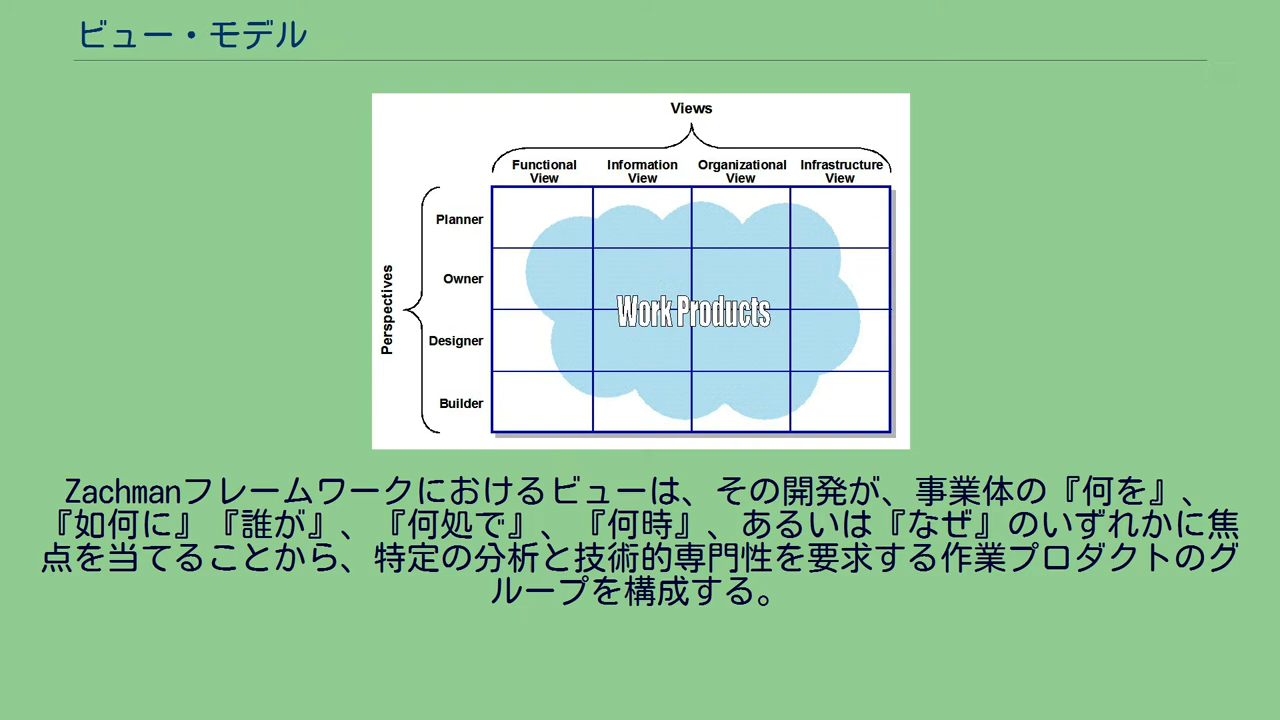 ビュー・モデル
Views
Functional View
Information View
Organizational View
Infrastructure View
Perspectives
Planner
Owner
Designer
Builder
Work Products
Zachmanフレームワークにおけるビューは、その開発が、事業体の『何を』、
『如何に』『誰が』、『何処で』、『何時』、あるいは『なぜ』のいずれかに焦
点を当てることから、特定の分析と技術的専門性を要求する作業プロダクトのグ
ループを構成する。